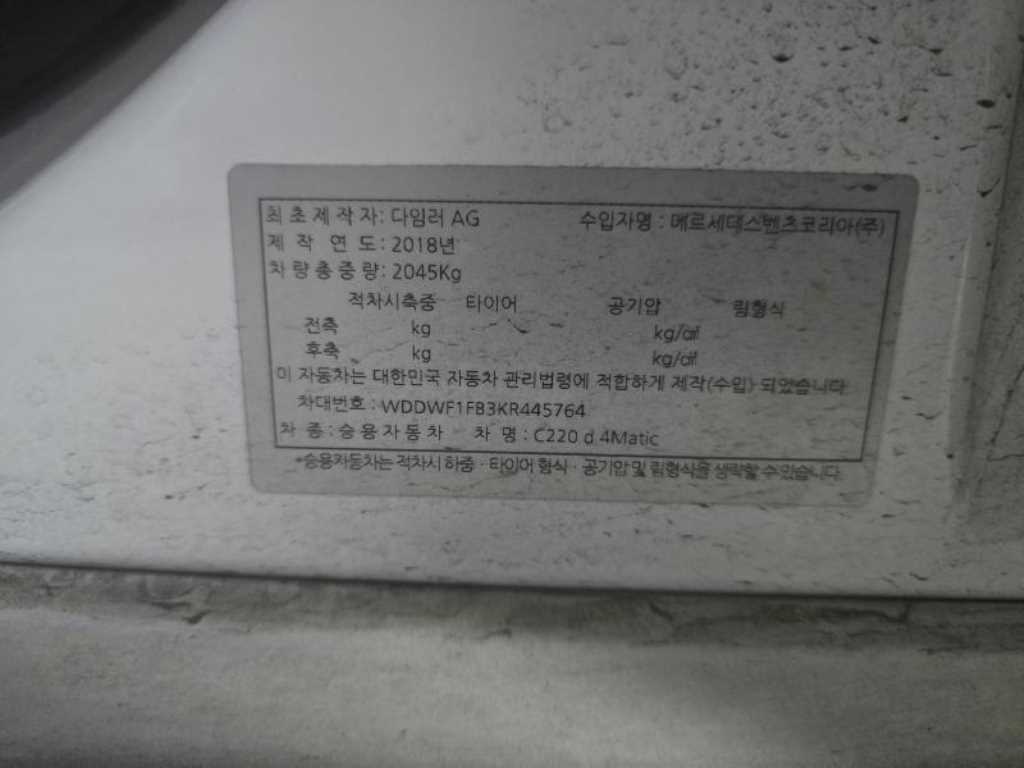 최초제작자: 다임러 AG 수입자명 : 메르세데스벤츠코리아(주)
제 작 연 도: 2018년
차량총중량: 2045Kg
적차시축중 타이어 공기압 림형식
전축 kg kg/㎠
후축 kg kg/㎠
이 자동차는 대한민국 자동차 관리법령에 적합하게 제작(수입) 되었습니다
차대번호 : WDDWF1FB3KR445764
차 종 : 승용자동차 차 명 : C220 d 4Matic
*승용자동차는 적차시 하중 · 타이어 형식 · 공기압 및 림형식을 생략할 수 있습니다